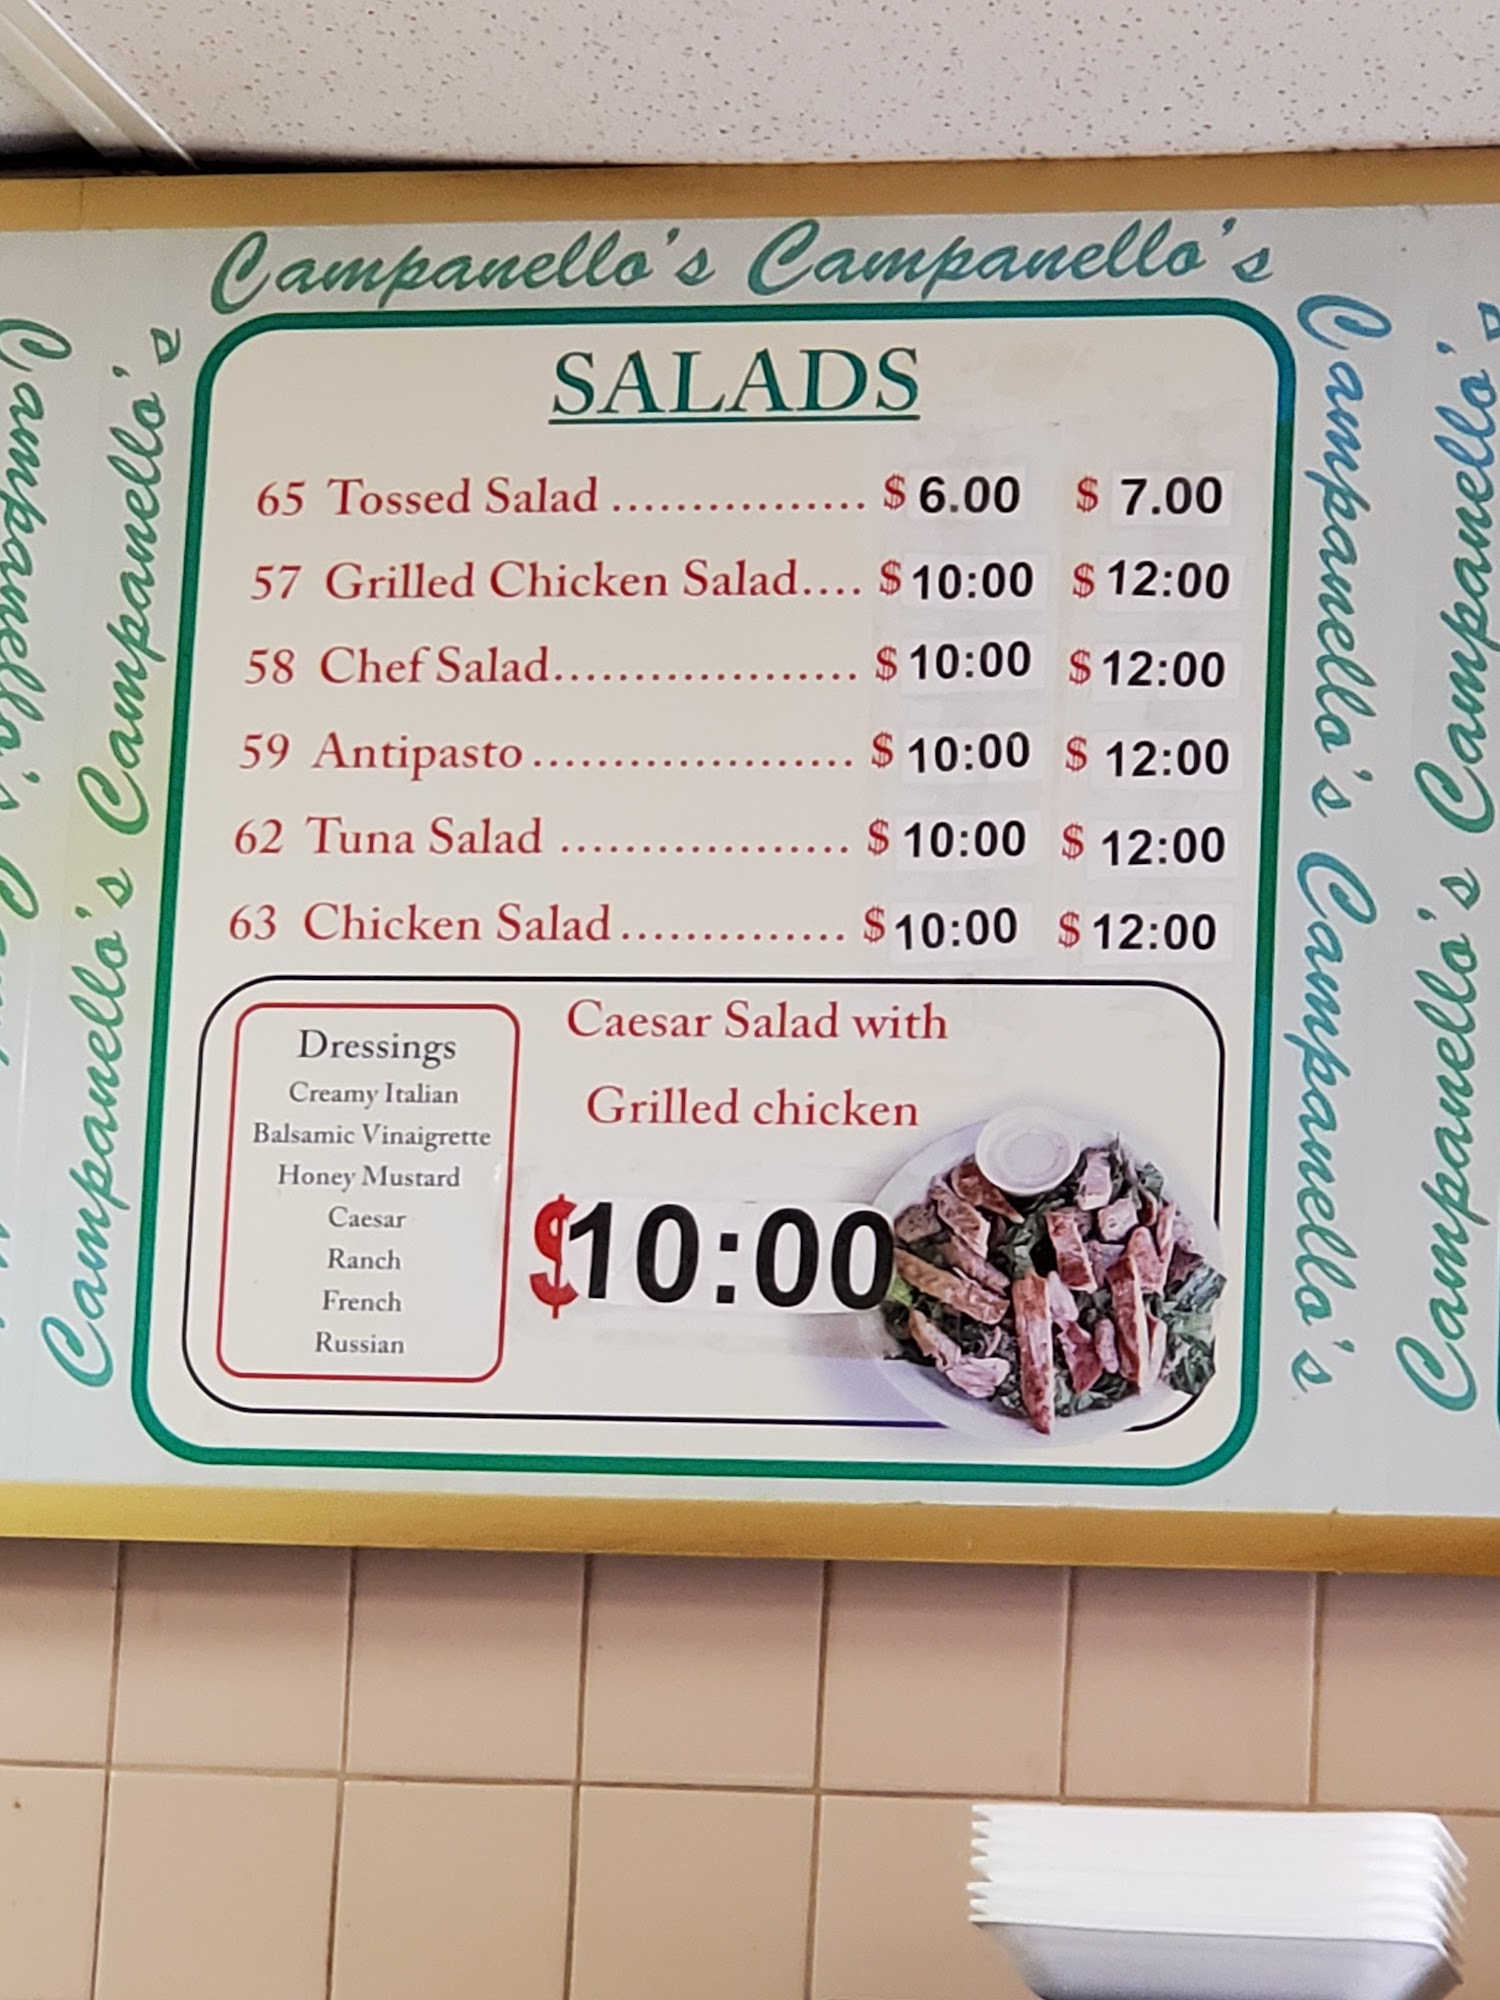 Campanello's Campanello's
Campanello's Campanello's
Campanello's Campanello's
Campanello's Campanello's
Campanello's
SALADS
65 Tossed Salad ................ $ 6.00 $ 7.00
57 Grilled Chicken Salad.... $ 10:00 $ 12:00
58 Chef Salad................... $ 10:00 $ 12:00
59 Antipasto .................... $ 10:00 $ 12:00
62 Tuna Salad .................. $ 10:00 $ 12:00
63 Chicken Salad .............. $ 10:00 $ 12:00
Dressings
Creamy Italian
Balsamic Vinaigrette
Honey Mustard
Caesar
Ranch
French
Russian
Caesar Salad with
Grilled chicken
$10:00